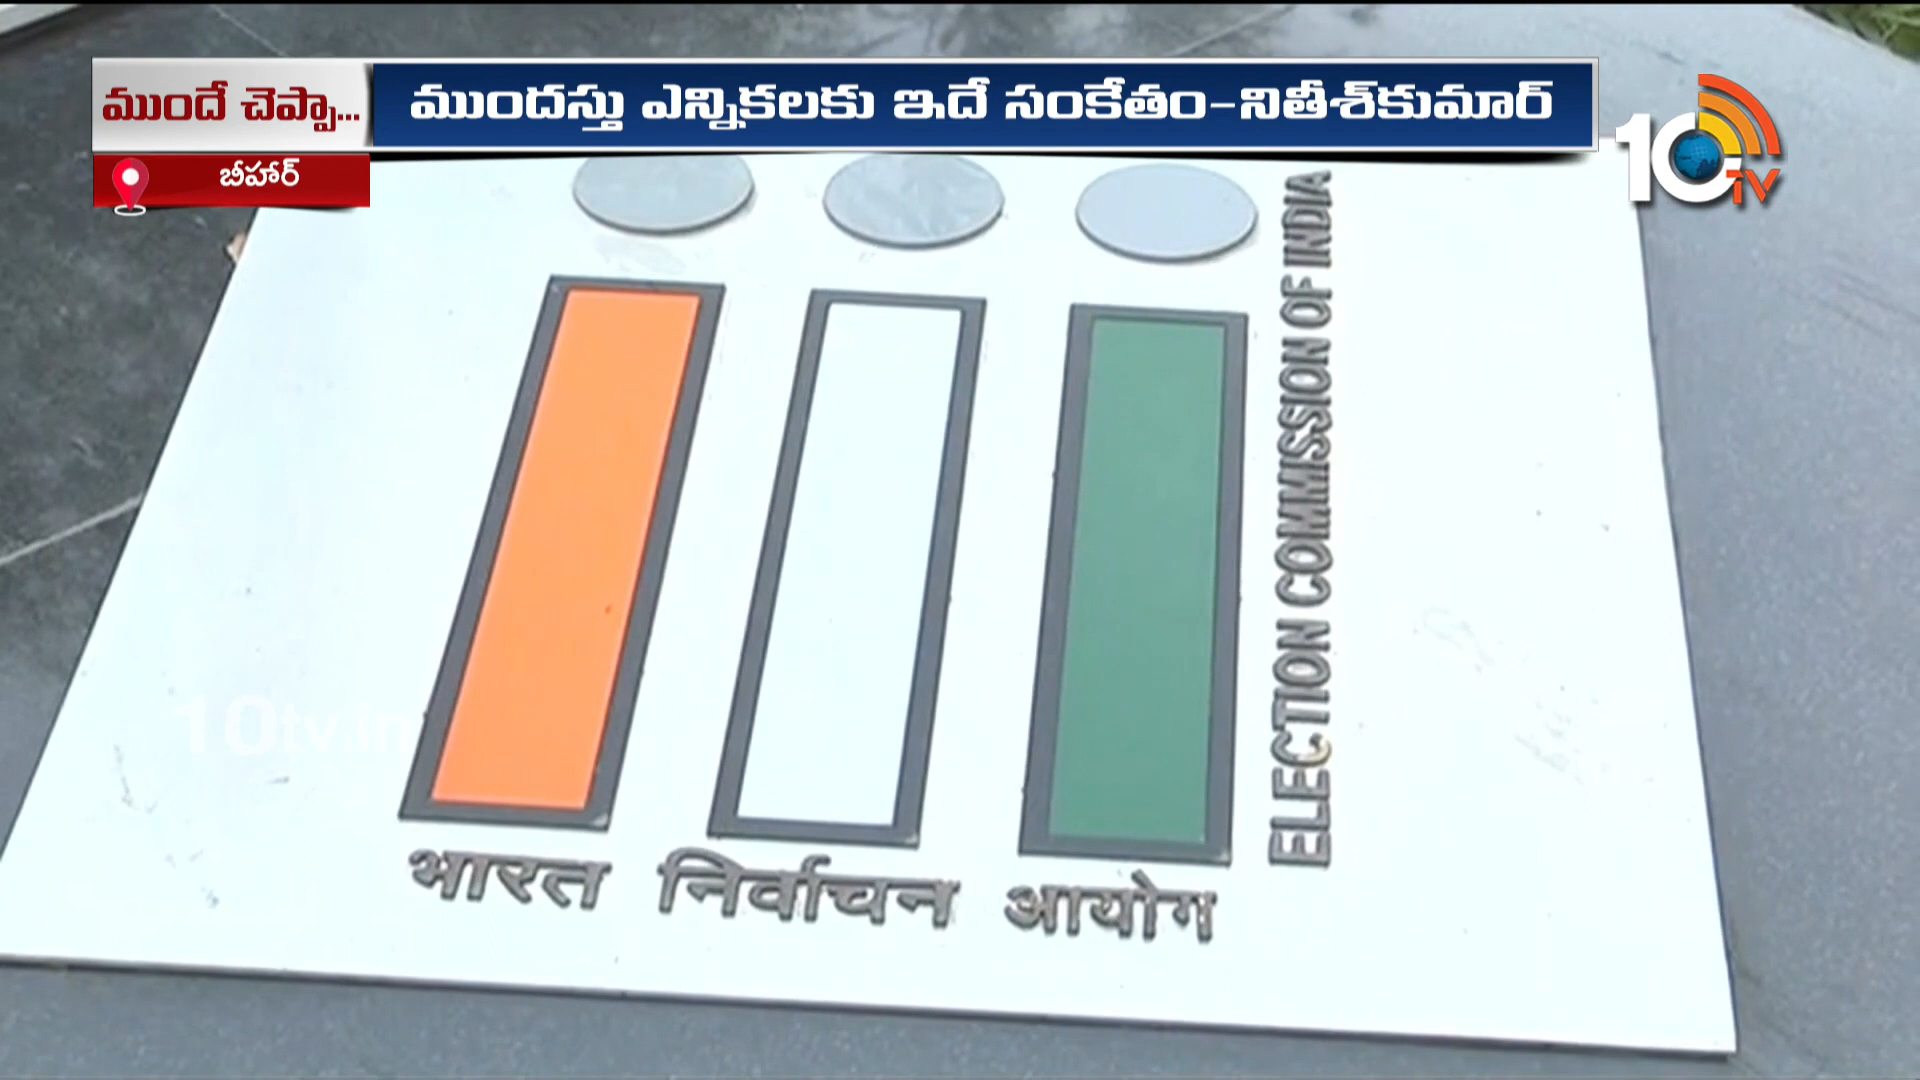 ముందే చెప్పా...
ముందస్తు ఎన్నికలకు ఇదే సంకేతం-నితీశ్‌కుమార్
బీహార్
10TV
ELECTION COMMISSION OF INDIA
10tv.in
भारत निर्वाचन आयोग